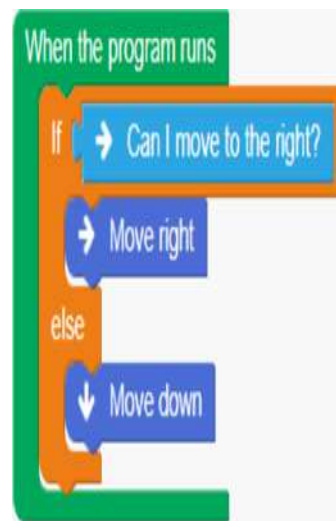 When the program runs
If Can I move to the right?
Move right
else
Move down